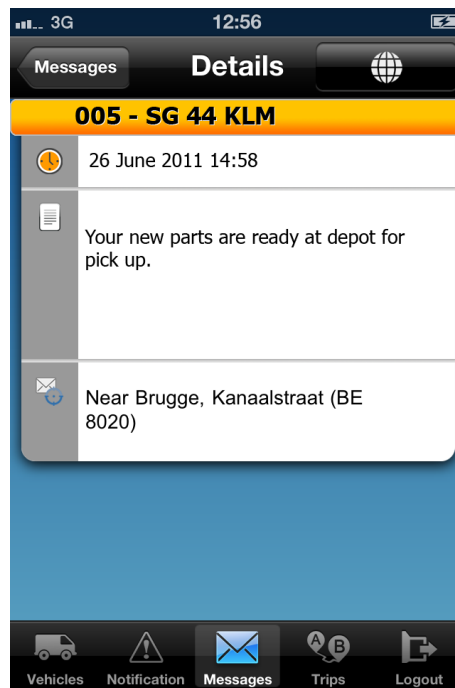 3G 12:56
Messages Details
005 - SG 44 KLM
26 June 2011 14:58
Your new parts are ready at depot for
pick up.
Near Brugge, Kanaalstraat (BE
8020)
A B
Vehicles Notification Messages Trips Logout